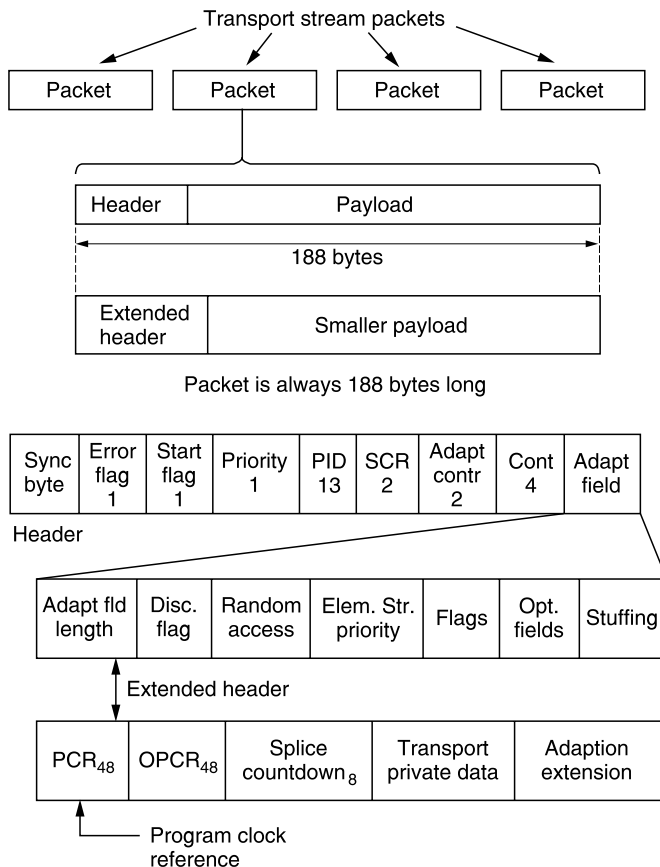 Transport stream packets
Packet Packet Packet Packet
Header Payload
188 bytes
Extended
header
Smaller payload
Packet is always 188 bytes long
Sync
byte
Error
flag
1
Start
flag
1
Priority
1
PID
13
SCR
2
Adapt
contr
2
Cont
4
Adapt
field
Header
Adapt fld
length
Disc.
flag
Random
access
Elem. Str.
priority
Flags
Opt.
fields
Stuffing
Extended header
PCR48
OPCR48
Splice
countdown8
Transport
private data
Adaption
extension
Program clock
reference